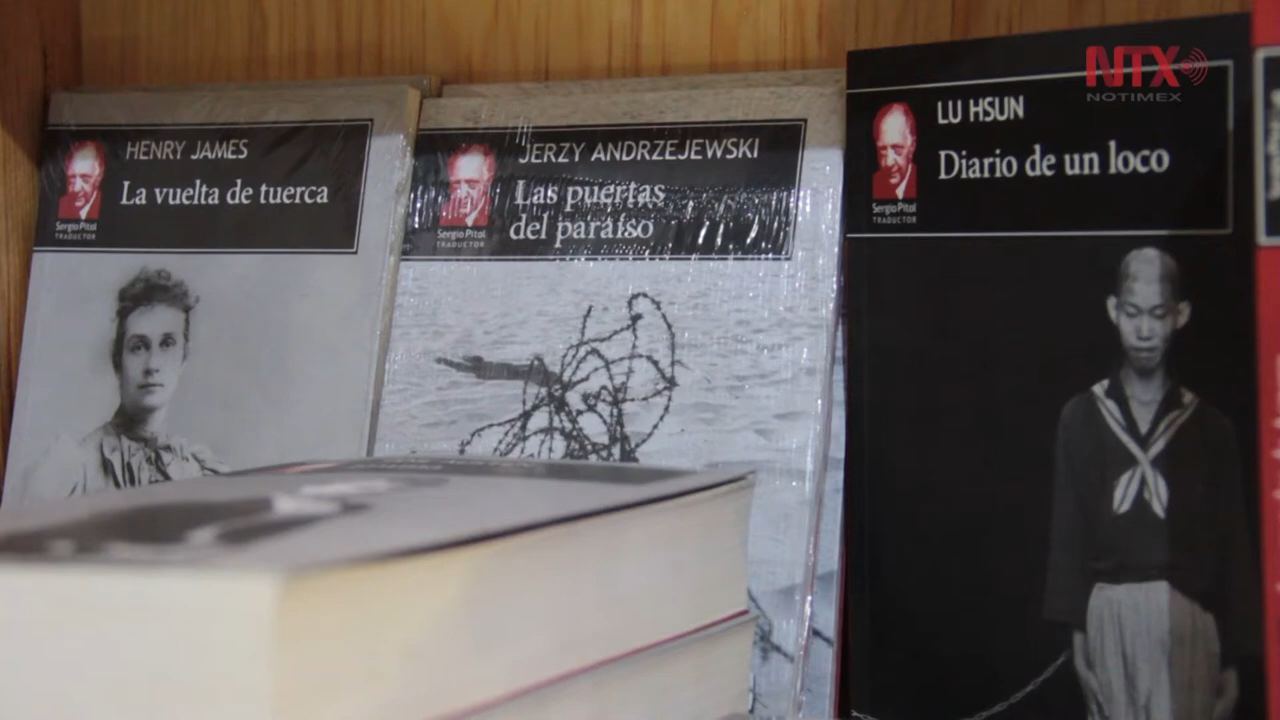 HENRY JAMES
La vuelta de tuerca
Sergio Pitol
TRADUCTOR
JERZY ANDRZEJEWSKI
Las puertas
del paraíso
Sergio Pitol
TRADUCTOR
LU HSUN
Diario de un loco
Sergio Pitol
TRADUCTOR
NTX
NOTIMEX